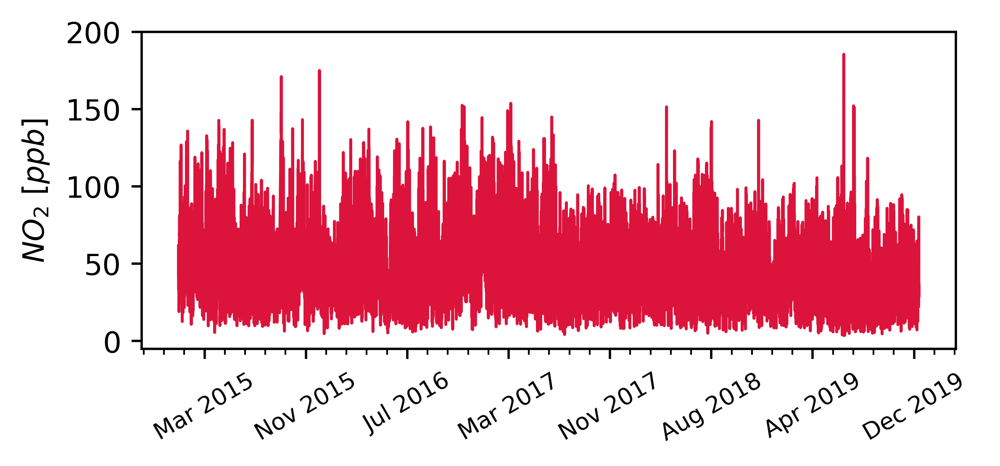 NO2 [ppb]
200
150
100
50
0
Mar 2015
Nov 2015
Jul 2016
Mar 2017
Nov 2017
Aug 2018
Apr 2019
Dec 2019